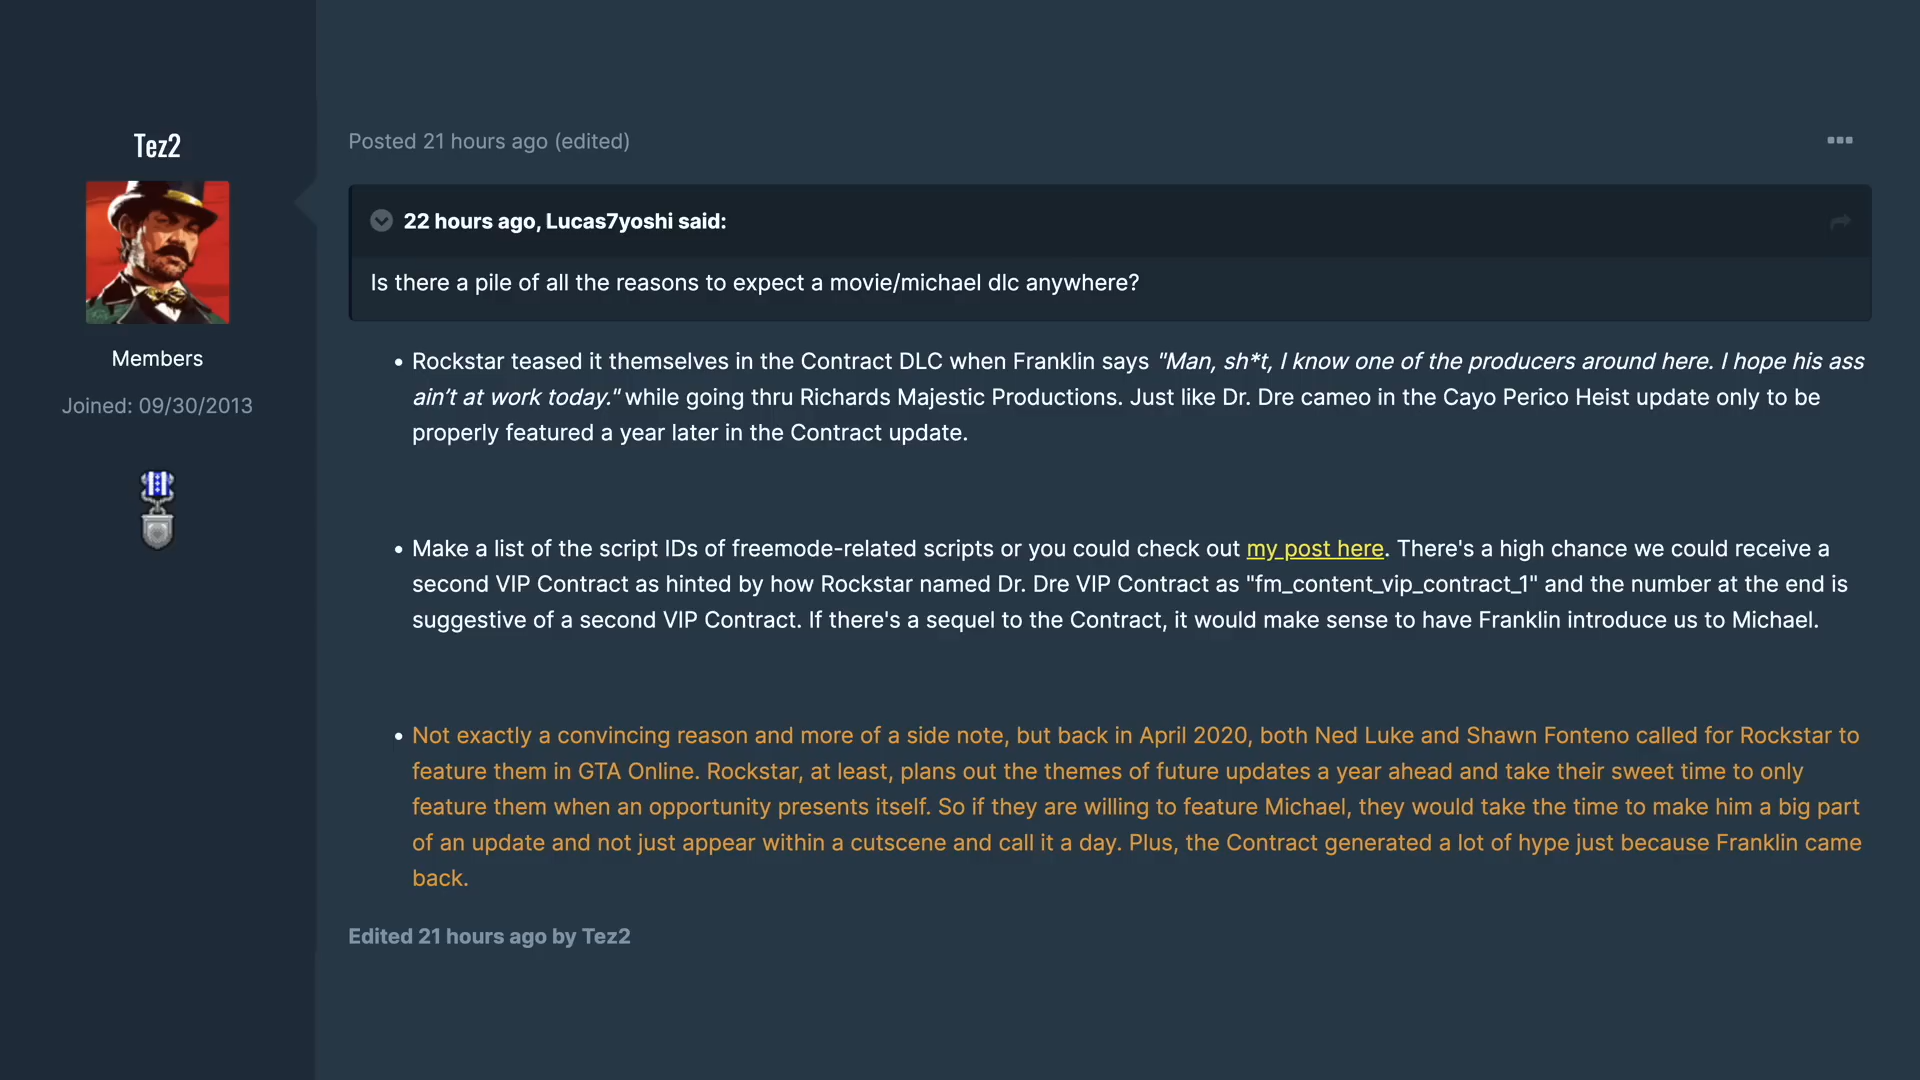 Tez2
Members
Joined: 09/30/2013
Posted 21 hours ago (edited)
22 hours ago, Lucas7yoshi said:
Is there a pile of all the reasons to expect a movie/michael dlc anywhere?
• Rockstar teased it themselves in the Contract DLC when Franklin says "Man, sh*t, I know one of the producers around here. I hope his ass
ain't at work today." while going thru Richards Majestic Productions. Just like Dr. Dre cameo in the Cayo Perico Heist update only to be
properly featured a year later in the Contract update.
• Make a list of the script IDs of freemode-related scripts or you could check out my post here. There's a high chance we could receive a
second VIP Contract as hinted by how Rockstar named Dr. Dre VIP Contract as "fm_content_vip_contract_1" and the number at the end is
suggestive of a second VIP Contract. If there's a sequel to the Contract, it would make sense to have Franklin introduce us to Michael.
• Not exactly a convincing reason and more of a side note, but back in April 2020, both Ned Luke and Shawn Fonteno called for Rockstar to
feature them in GTA Online. Rockstar, at least, plans out the themes of future updates a year ahead and take their sweet time to only
feature them when an opportunity presents itself. So if they are willing to feature Michael, they would take the time to make him a big part
of an update and not just appear within a cutscene and call it a day. Plus, the Contract generated a lot of hype just because Franklin came
back.
Edited 21 hours ago by Tez2